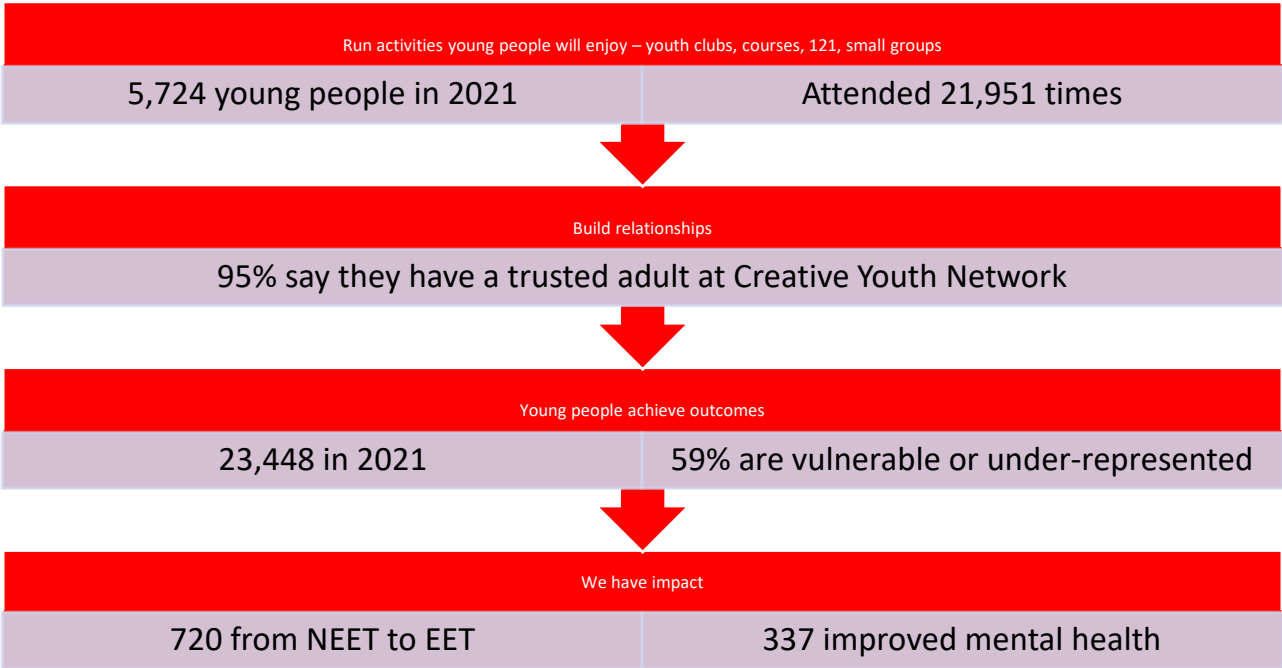 Run activities young people will enjoy – youth clubs, courses, 121, small groups
5,724 young people in 2021
Attended 21,951 times
Build relationships
95% say they have a trusted adult at Creative Youth Network
Young people achieve outcomes
23,448 in 2021
59% are vulnerable or under-represented
We have impact
720 from NEET to EET
337 improved mental health